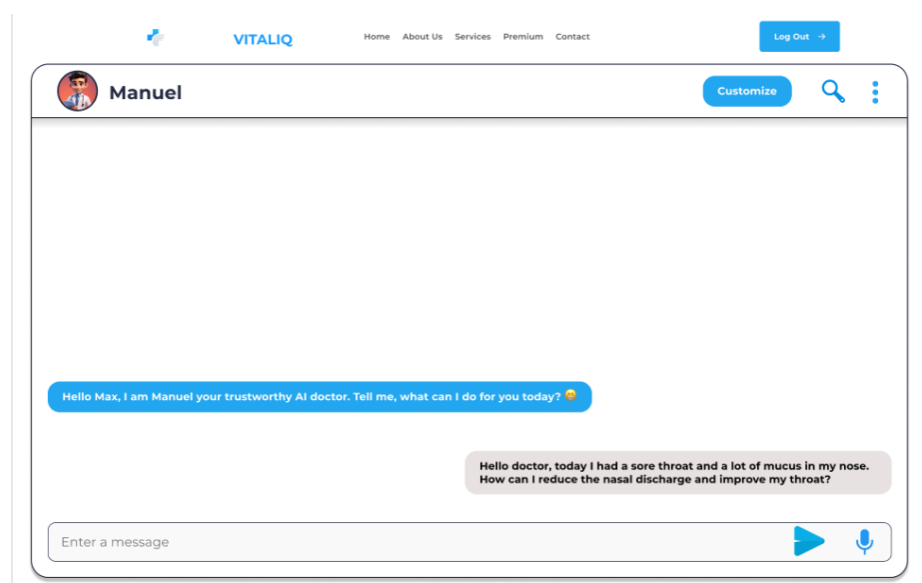 VITALIQ
Home About Us Services Premium Contact
Log Out →
Manuel
Customize
Hello Max, I am Manuel your trustworthy AI doctor. Tell me, what can I do for you today? 😄
Hello doctor, today I had a sore throat and a lot of mucus in my nose.
How can I reduce the nasal discharge and improve my throat?
Enter a message